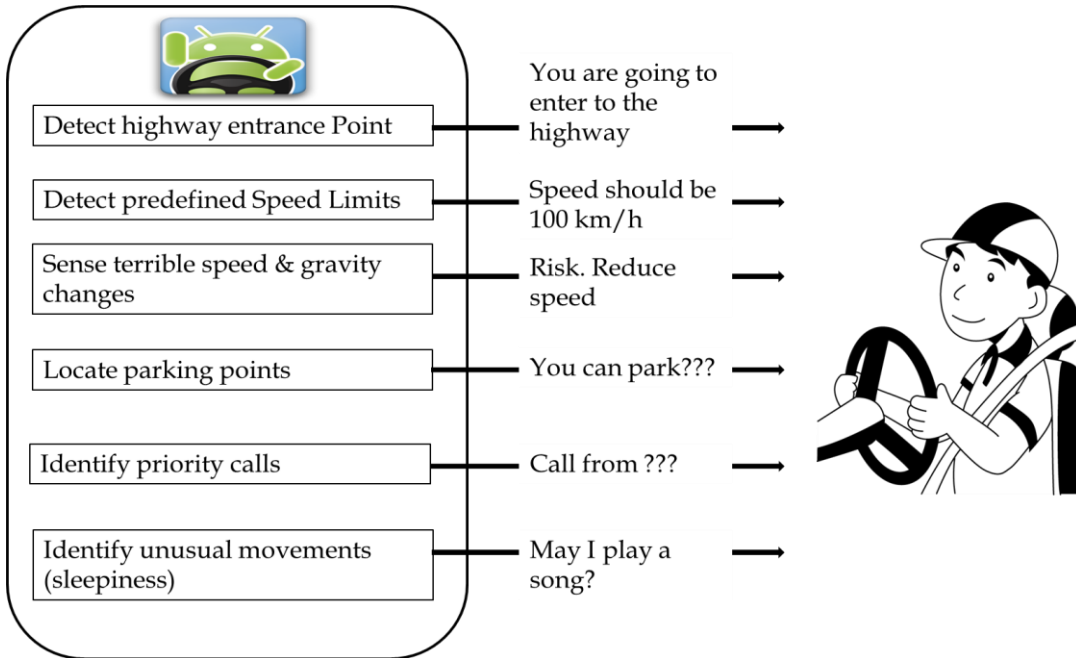 Detect highway entrance Point
You are going to
enter to the
highway
Detect predefined Speed Limits
Speed should be
100 km/h
Sense terrible speed & gravity
changes
Risk. Reduce
speed
Locate parking points
You can park???
Identify priority calls
Call from ???
Identify unusual movements
(sleepiness)
May I play a
song?